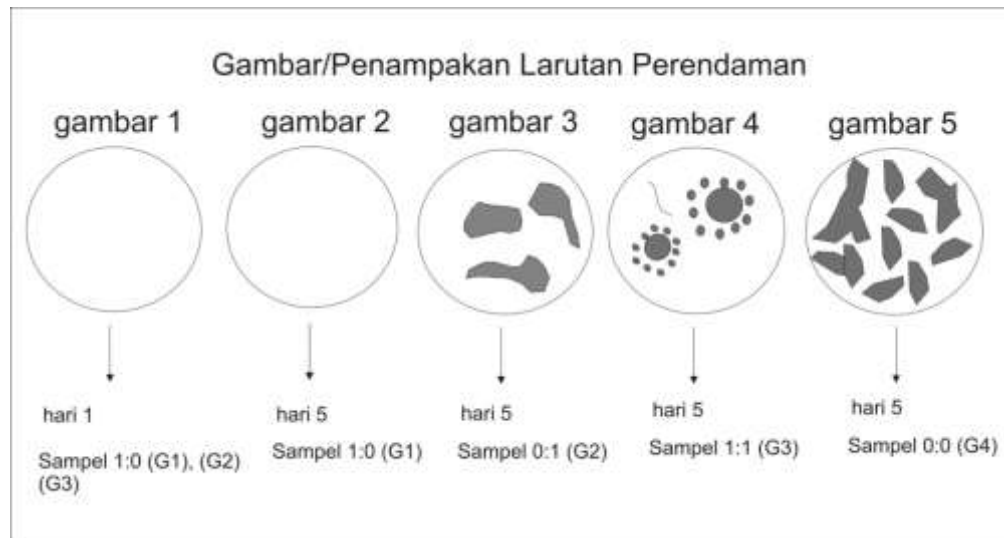 Gambar/Penampakan Larutan Perendaman
gambar 1
gambar 2
gambar 3
gambar 4
gambar 5
hari 1
Sampel 1:0 (G1), (G2)
(G3)
hari 5
Sampel 1:0 (G1)
hari 5
Sampel 0:1 (G2)
hari 5
Sampel 1:1 (G3)
hari 5
Sampel 0:0 (G4)